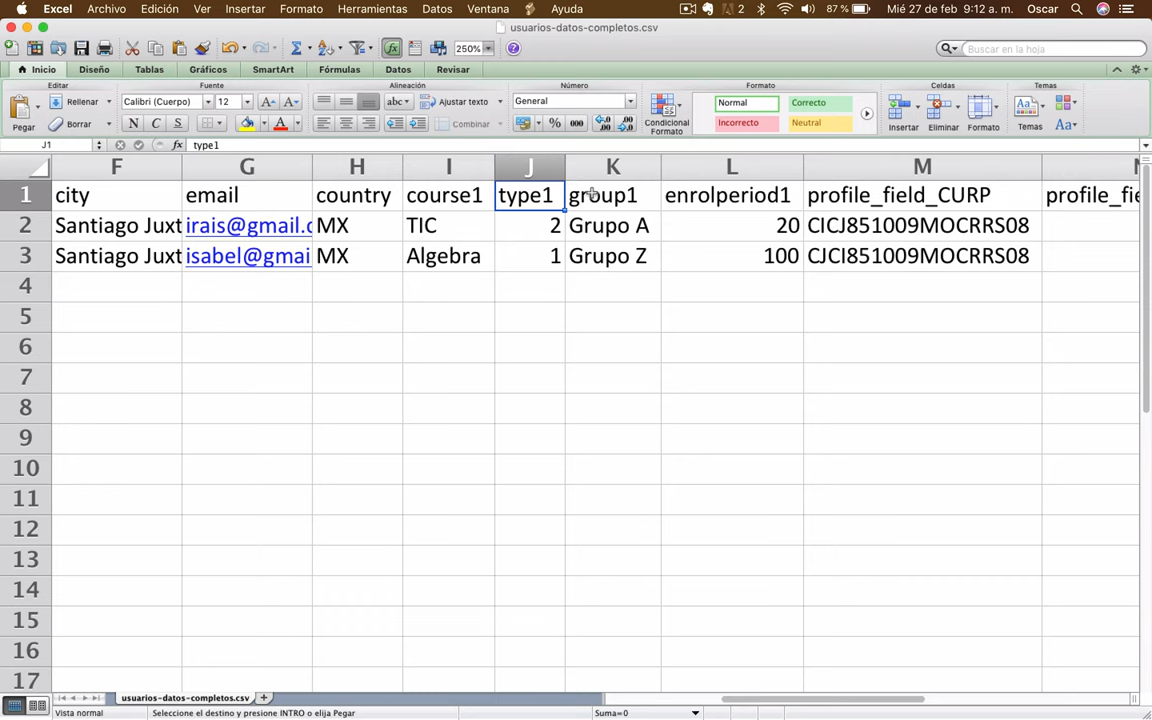 Excel Archivo Edición Ver Insertar Formato Herramientas Datos Ventana Ayuda 87 % Mié 27 de feb 9:12 a. m. Oscar
usuarios-datos-completos.csv
250% Buscar en la hoja
Inicio Diseño Tablas Gráficos SmartArt Fórmulas Datos Revisar
Editar Fuente Alineación Número Formato Celdas Temas
Rellenar Calibri (Cuerpo) 12 abc Ajustar texto General Normal Correcto
Pegar Borrar N C S A Combinar % 000 Condicional Formato Incorrecto Neutral Insertar Eliminar Formato Temas Aa
J1 fx type1
F G H I J K L M N
1 city email country course1 type1 group1 enrolperiod1 profile_field_CURP profile_fie
2 Santiago Juxt irais@gmail.c MX TIC 2 Grupo A 20 CICJ851009MOCRRS08
3 Santiago Juxt isabel@gmai MX Algebra 1 Grupo Z 100 CJCI851009MOCRRS08
4
5
6
7
8
9
10
11
12
13
14
15
16
17
usuarios-datos-completos.csv
Vista normal Seleccione el destino y presione INTRO o elija Pegar Suma=0